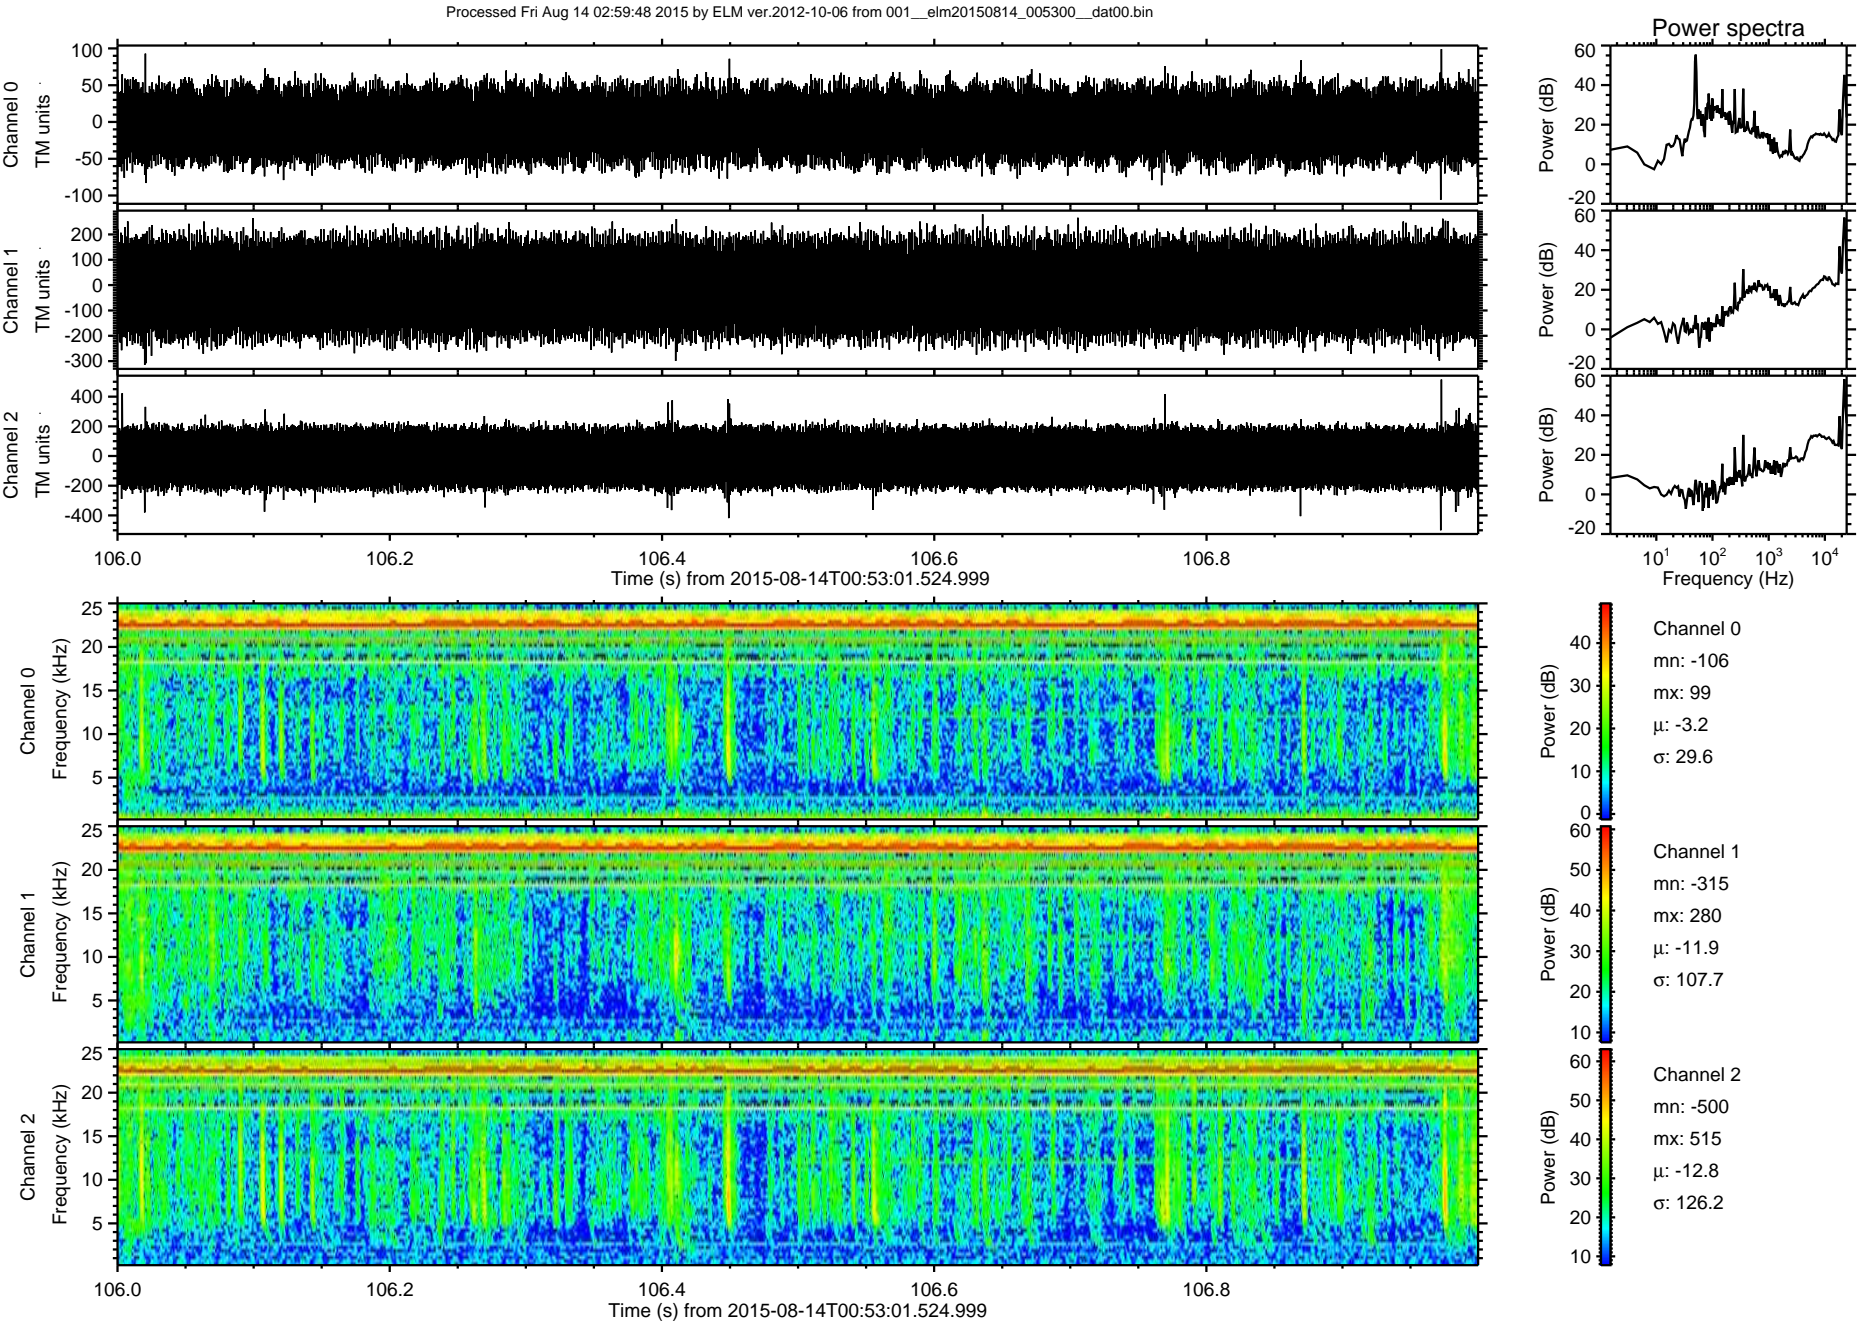 Processed Fri Aug 14 02:59:48 2015 by ELM ver.2012-10-06 from 001__elm20150814_005300__dat00.bin
Power spectra
Channel 0
TM units
100
50
0
-50
-100
Power (dB)
60
40
20
0
-20
Channel 1
TM units
200
100
0
-100
-200
-300
Power (dB)
60
40
20
0
-20
Channel 2
TM units
400
200
0
-200
-400
Power (dB)
60
40
20
0
-20
106.0 106.2 106.4 106.6 106.8
Time (s) from 2015-08-14T00:53:01.524.999
10¹ 10² 10³ 10⁴
Frequency (Hz)
Channel 0
Frequency (kHz)
25
20
15
10
5
Power (dB)
40
30
20
10
0
Channel 0
mn: -106
mx: 99
μ: -3.2
σ: 29.6
Channel 1
Frequency (kHz)
25
20
15
10
5
Power (dB)
60
50
40
30
20
10
Channel 1
mn: -315
mx: 280
μ: -11.9
σ: 107.7
Channel 2
Frequency (kHz)
25
20
15
10
5
Power (dB)
60
50
40
30
20
10
Channel 2
mn: -500
mx: 515
μ: -12.8
σ: 126.2
106.0 106.2 106.4 106.6 106.8
Time (s) from 2015-08-14T00:53:01.524.999